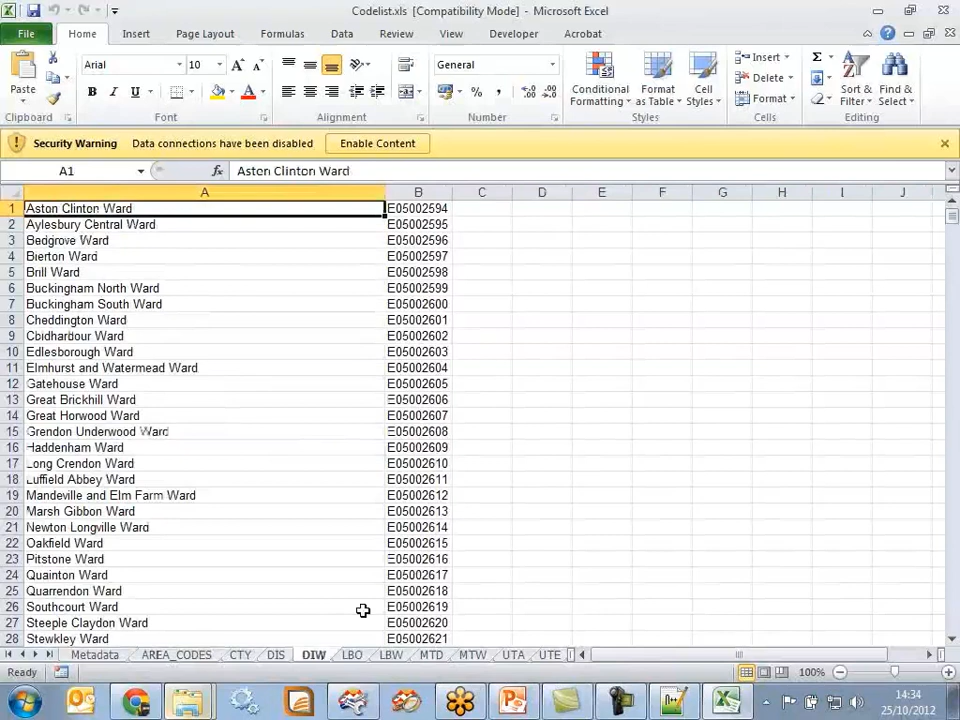 Codelist.xls [Compatibility Mode] - Microsoft Excel
File Home Insert Page Layout Formulas Data Review View Developer Acrobat
Paste
Arial 10
General
B I U
A A
% ,
Conditional Formatting
Format as Table
Cell Styles
Insert
Delete
Format
Sort & Filter
Find & Select
Clipboard Font Alignment Number Styles Cells Editing
Security Warning Data connections have been disabled Enable Content
A1 fx Aston Clinton Ward
A B C D E F G H I J
1 Aston Clinton Ward E05002594
2 Aylesbury Central Ward E05002595
3 Bedgrove Ward E05002596
4 Bierton Ward E05002597
5 Brill Ward E05002598
6 Buckingham North Ward E05002599
7 Buckingham South Ward E05002600
8 Cheddington Ward E05002601
9 Coldharbour Ward E05002602
10 Edlesborough Ward E05002603
11 Elmhurst and Watermead Ward E05002604
12 Gatehouse Ward E05002605
13 Great Brickhill Ward E05002606
14 Great Horwood Ward E05002607
15 Grendon Underwood Ward E05002608
16 Haddenham Ward E05002609
17 Long Crendon Ward E05002610
18 Luffield Abbey Ward E05002611
19 Mandeville and Elm Farm Ward E05002612
20 Marsh Gibbon Ward E05002613
21 Newton Longville Ward E05002614
22 Oakfield Ward E05002615
23 Pitstone Ward E05002616
24 Quainton Ward E05002617
25 Quarrendon Ward E05002618
26 Southcourt Ward E05002619
27 Steeple Claydon Ward E05002620
28 Stewkley Ward E05002621
Metadata AREA_CODES CTY DIS DIW LBO LBW MTD MTW UTA UTE
Ready 100%
14:34
25/10/2012